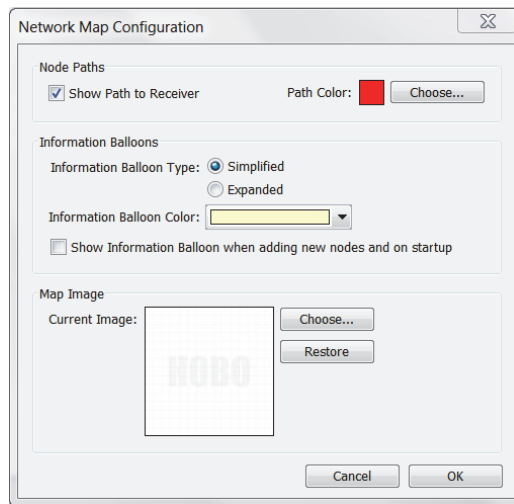 Network Map Configuration
Node Paths
Show Path to Receiver
Path Color:
Choose...
Information Balloons
Information Balloon Type:
Simplified
Expanded
Information Balloon Color:
Show Information Balloon when adding new nodes and on startup
Map Image
Current Image:
HOBO
Choose...
Restore
Cancel
OK